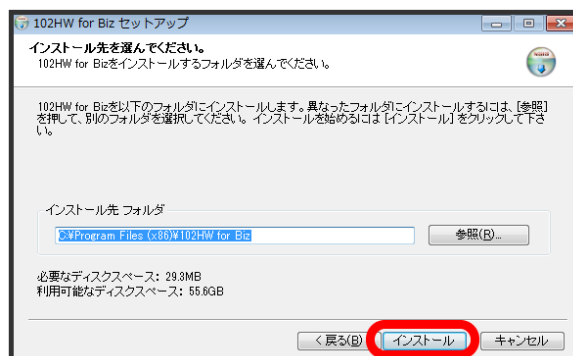 102HW for Biz セットアップ
インストール先を選んでください。
102HW for Bizをインストールするフォルダを選んでください。
102HW for Bizを以下のフォルダにインストールします。異なったフォルダにインストールするには、[参照]
を押して、別のフォルダを選択してください。インストールを始めるには [インストール] をクリックして下さ
い。
インストール先 フォルダ
C:¥Program Files (x86)¥102HW for Biz
参照(R)...
必要なディスクスペース: 29.3MB
利用可能なディスクスペース: 55.6GB
< 戻る(B)
インストール
キャンセル